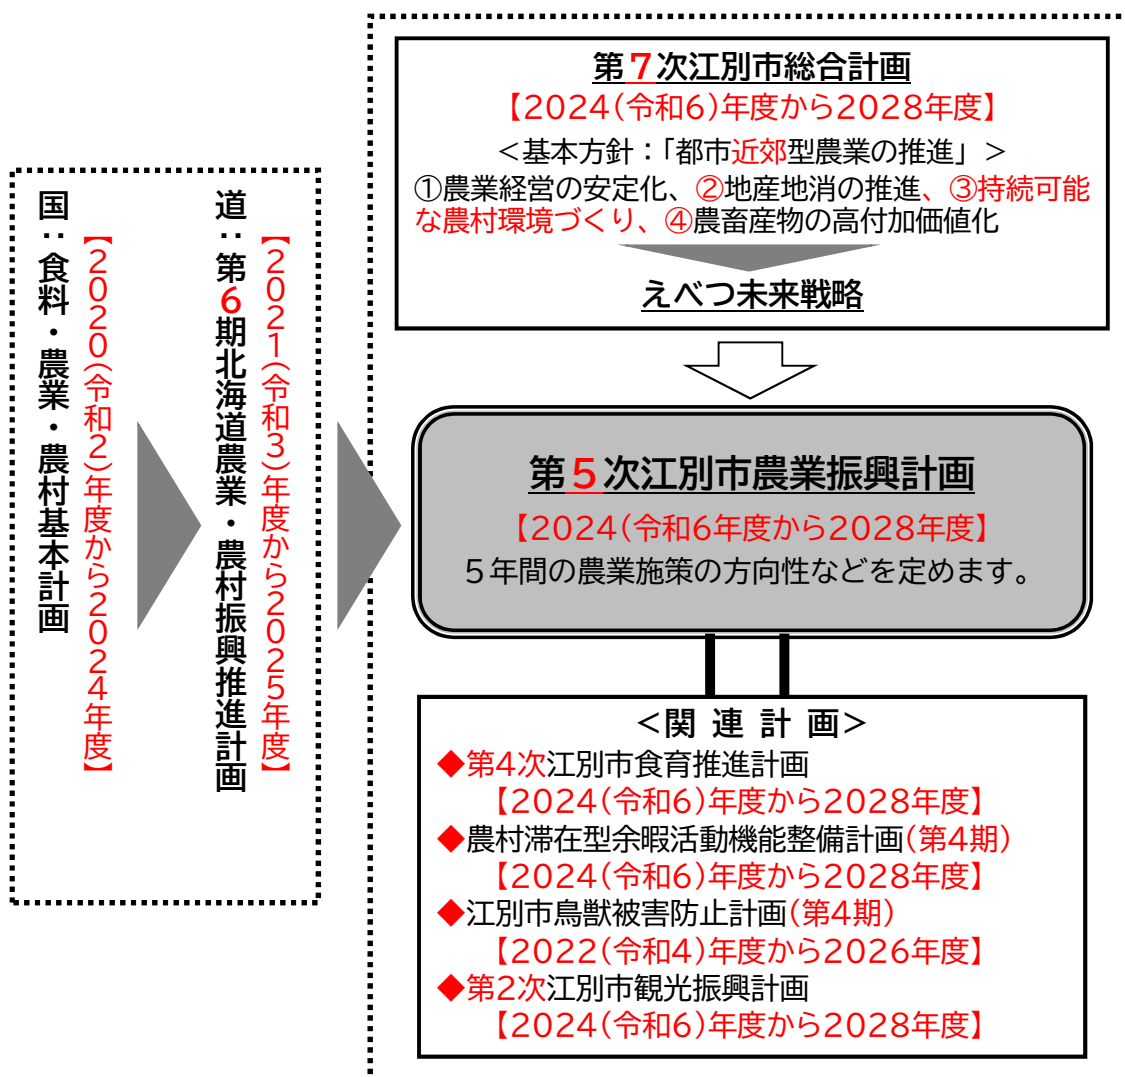 第７次江別市総合計画
【2024(令和6)年度から2028年度】
＜基本方針：「都市近郊型農業の推進」＞
①農業経営の安定化、②地産地消の推進、③持続可能
な農村環境づくり、④農畜産物の高付加価値化
えべつ未来戦略
国：食料・農業・農村基本計画
【2020(令和2)年度から2024年度】
道：第6期北海道農業・農村振興推進計画
【2021(令和3)年度から2025年度】
第５次江別市農業振興計画
【2024(令和6年度から2028年度】
５年間の農業施策の方向性などを定めます。
＜関 連 計 画＞
◆第4次江別市食育推進計画
【2024(令和6)年度から2028年度】
◆農村滞在型余暇活動機能整備計画(第4期)
【2024(令和6)年度から2028年度】
◆江別市鳥獣被害防止計画(第4期)
【2022(令和4)年度から2026年度】
◆第2次江別市観光振興計画
【2024(令和6)年度から2028年度】